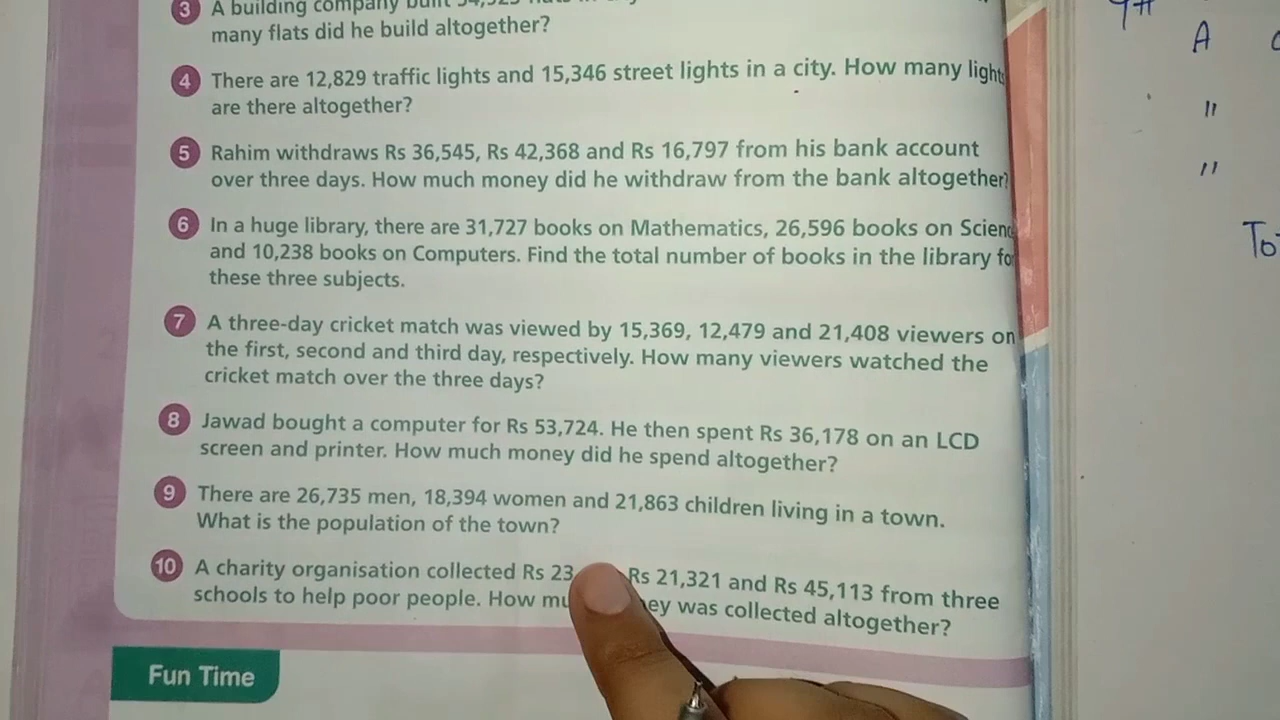 3 A building company built
many flats did he build altogether?
4 There are 12,829 traffic lights and 15,346 street lights in a city. How many lights
are there altogether?
5 Rahim withdraws Rs 36,545, Rs 42,368 and Rs 16,797 from his bank account
over three days. How much money did he withdraw from the bank altogether?
6 In a huge library, there are 31,727 books on Mathematics, 26,596 books on Scien
and 10,238 books on Computers. Find the total number of books in the library fo
these three subjects.
7 A three-day cricket match was viewed by 15,369, 12,479 and 21,408 viewers on
the first, second and third day, respectively. How many viewers watched the
cricket match over the three days?
8 Jawad bought a computer for Rs 53,724. He then spent Rs 36,178 on an LCD
screen and printer. How much money did he spend altogether?
9 There are 26,735 men, 18,394 women and 21,863 children living in a town.
What is the population of the town?
10 A charity organisation collected Rs 23 Rs 21,321 and Rs 45,113 from three
schools to help poor people. How mu ey was collected altogether?
Fun Time
A
"
"
To